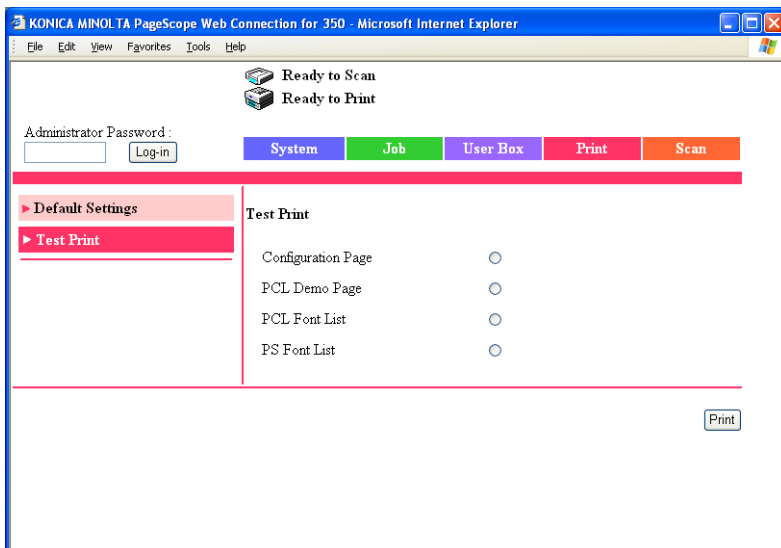 KONICA MINOLTA PageScope Web Connection for 350 - Microsoft Internet Explorer
File Edit View Favorites Tools Help
Ready to Scan
Ready to Print
Administrator Password :
Log-in
System Job User Box Print Scan
Default Settings
Test Print
Test Print
Configuration Page
PCL Demo Page
PCL Font List
PS Font List
Print